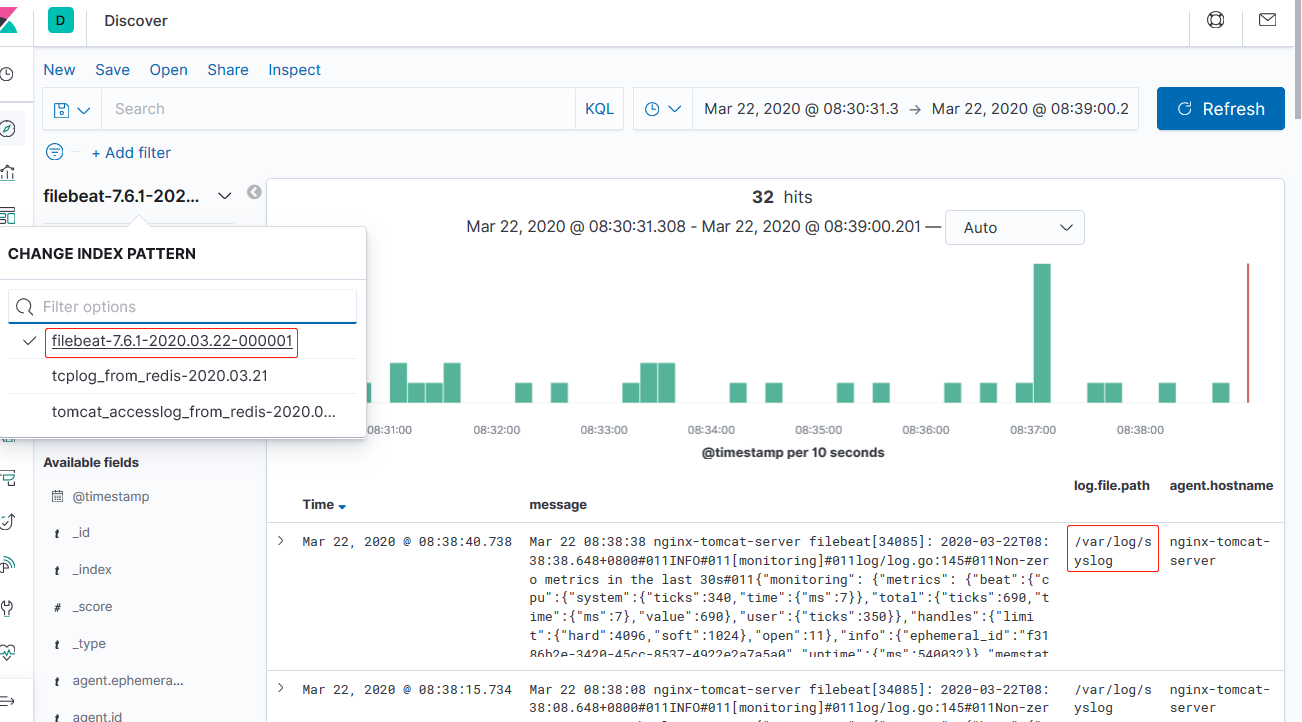 D
Discover
New Save Open Share Inspect
Search
KQL
Mar 22, 2020 @ 08:30:31.3 → Mar 22, 2020 @ 08:39:00.2
Refresh
+ Add filter
filebeat-7.6.1-202...
32 hits
Mar 22, 2020 @ 08:30:31.308 - Mar 22, 2020 @ 08:39:00.201 —
Auto
CHANGE INDEX PATTERN
Filter options
filebeat-7.6.1-2020.03.22-000001
tcplog_from_redis-2020.03.21
tomcat_accesslog_from_redis-2020.0...
08:31:00 08:32:00 08:33:00 08:34:00 08:35:00 08:36:00 08:37:00 08:38:00
@timestamp per 10 seconds
Available fields
@timestamp
t _id
t _index
# _score
t _type
t agent.ephemera...
t agent.id
Time message log.file.path agent.hostname
Mar 22, 2020 @ 08:38:40.738
Mar 22 08:38:38 nginx-tomcat-server filebeat[34085]: 2020-03-22T08:
38:38.648+0800#011INFO#011[monitoring]#011log/log.go:145#011Non-zer
o metrics in the last 30s#011{"monitoring": {"metrics": {"beat":{"c
pu":{"system":{"ticks":340,"time":{"ms":7}},"total":{"ticks":690,"t
ime":{"ms":7},"value":690},"user":{"ticks":350}},"handles":{"limi
t":{"hard":4096,"soft":1024},"open":11},"info":{"ephemeral_id":"f31
86b2e-3420-45cc-8537-4922e2a7a5a0","uptime":{"ms":540032}},"memstat
/var/log/s
yslog
nginx-tomcat-
server
Mar 22, 2020 @ 08:38:15.734
Mar 22 08:38:08 nginx-tomcat-server filebeat[34085]: 2020-03-22T08:
38:08.648+0800#011INFO#011[monitoring]#011log/log.go:145#011Non-zer
/var/log/s
yslog
nginx-tomcat-
server